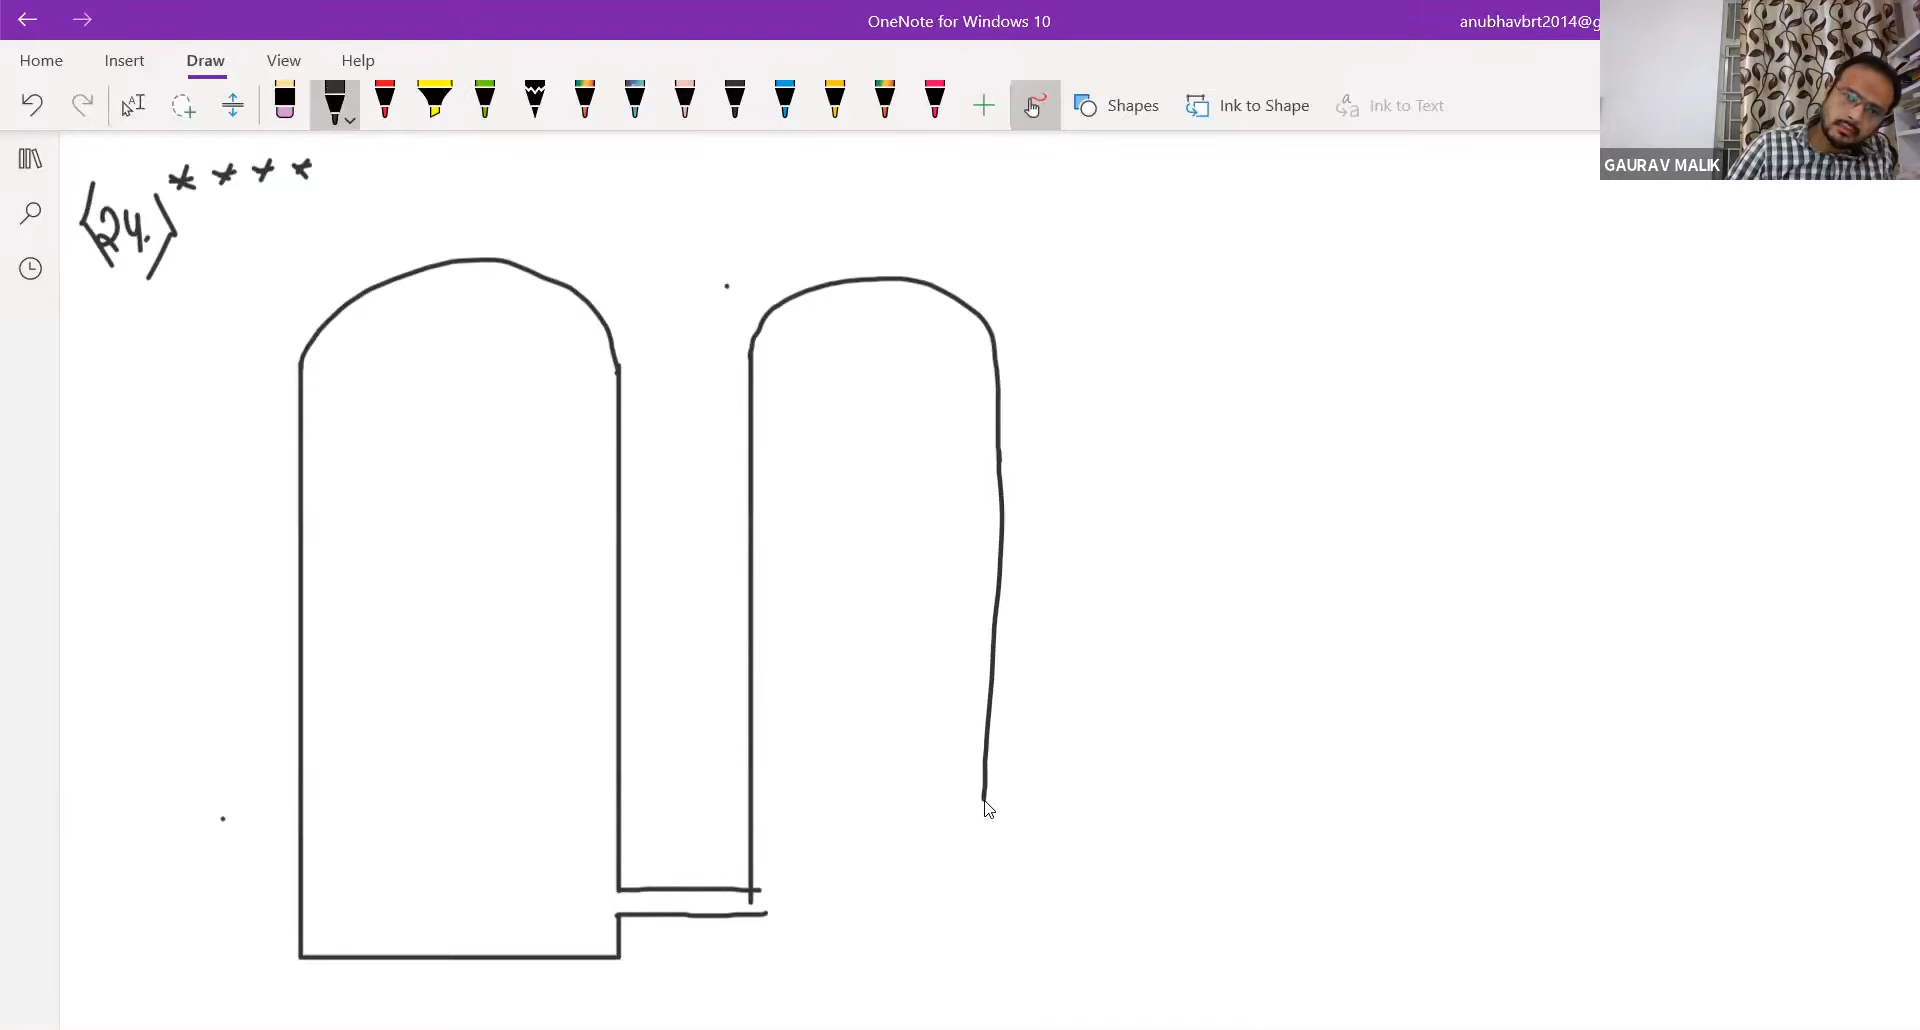 OneNote for Windows 10
anubhavbrt2014@g
Home Insert Draw View Help
Shapes Ink to Shape Ink to Text
GAURAV MALIK
<24.> * * * *